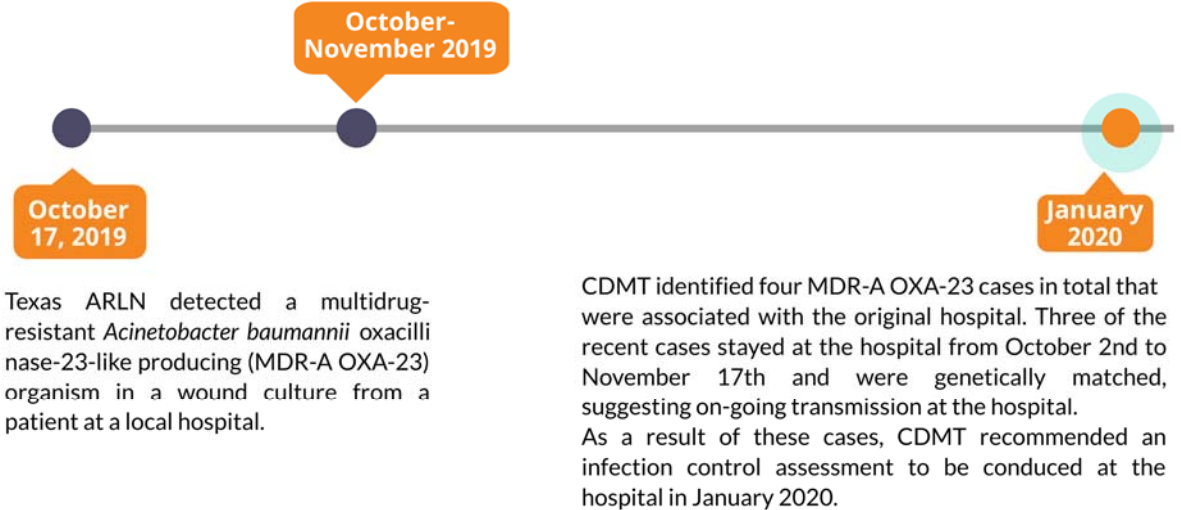 October-
November 2019
October
17, 2019
January
2020
Texas ARLN detected a multidrug-
resistant Acinetobacter baumannii oxacilli
nase-23-like producing (MDR-A OXA-23)
organism in a wound culture from a
patient at a local hospital.
CDMT identified four MDR-A OXA-23 cases in total that
were associated with the original hospital. Three of the
recent cases stayed at the hospital from October 2nd to
November 17th and were genetically matched,
suggesting on-going transmission at the hospital.
As a result of these cases, CDMT recommended an
infection control assessment to be conduced at the
hospital in January 2020.